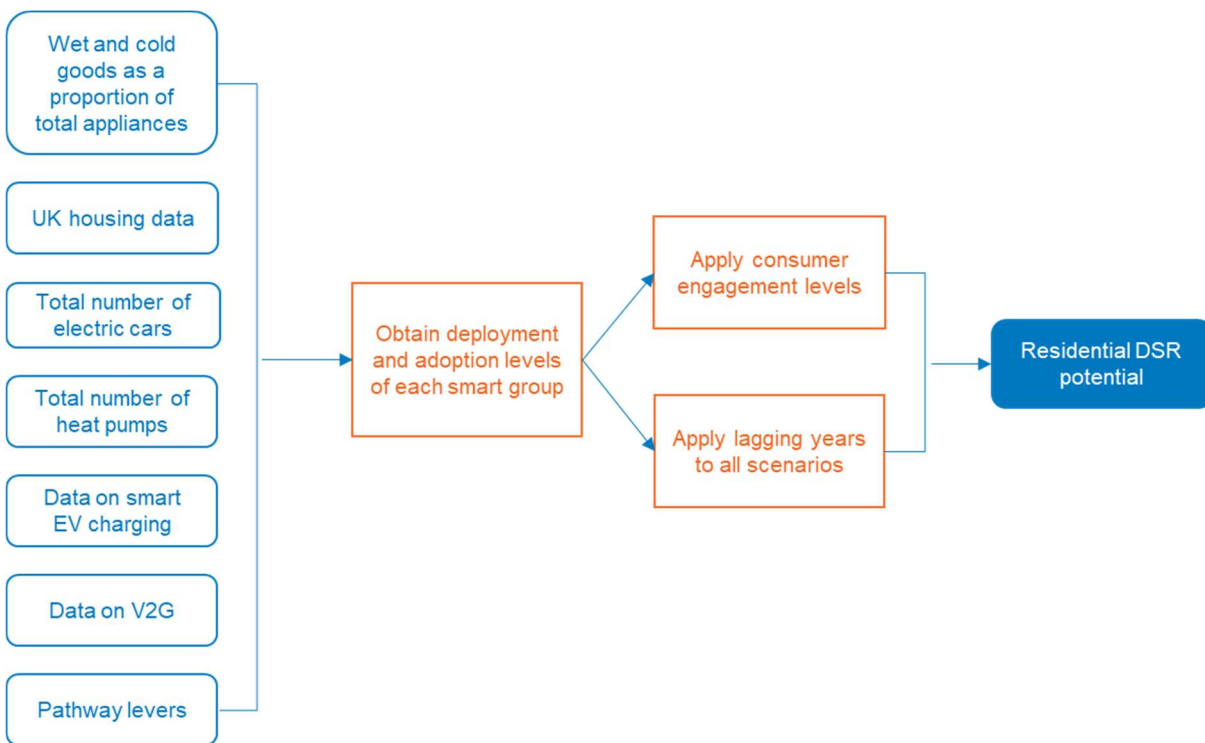 Wet and cold
goods as a
proportion of
total appliances
UK housing data
Total number of
electric cars
Total number of
heat pumps
Data on smart
EV charging
Data on V2G
Pathway levers
Obtain deployment
and adoption levels
of each smart group
Apply consumer
engagement levels
Apply lagging years
to all scenarios
Residential DSR
potential